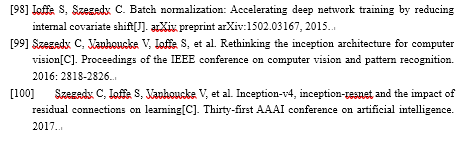 [98] Ioffe S, Szegedy C. Batch normalization: Accelerating deep network training by reducing
internal covariate shift[J]. arXiv preprint arXiv:1502.03167, 2015.
[99] Szegedy C, Vanhoucke V, Ioffe S, et al. Rethinking the inception architecture for computer
vision[C]. Proceedings of the IEEE conference on computer vision and pattern recognition.
2016: 2818-2826.
[100] Szegedy C, Ioffe S, Vanhoucke V, et al. Inception-v4, inception-resnet and the impact of
residual connections on learning[C]. Thirty-first AAAI conference on artificial intelligence.
2017.